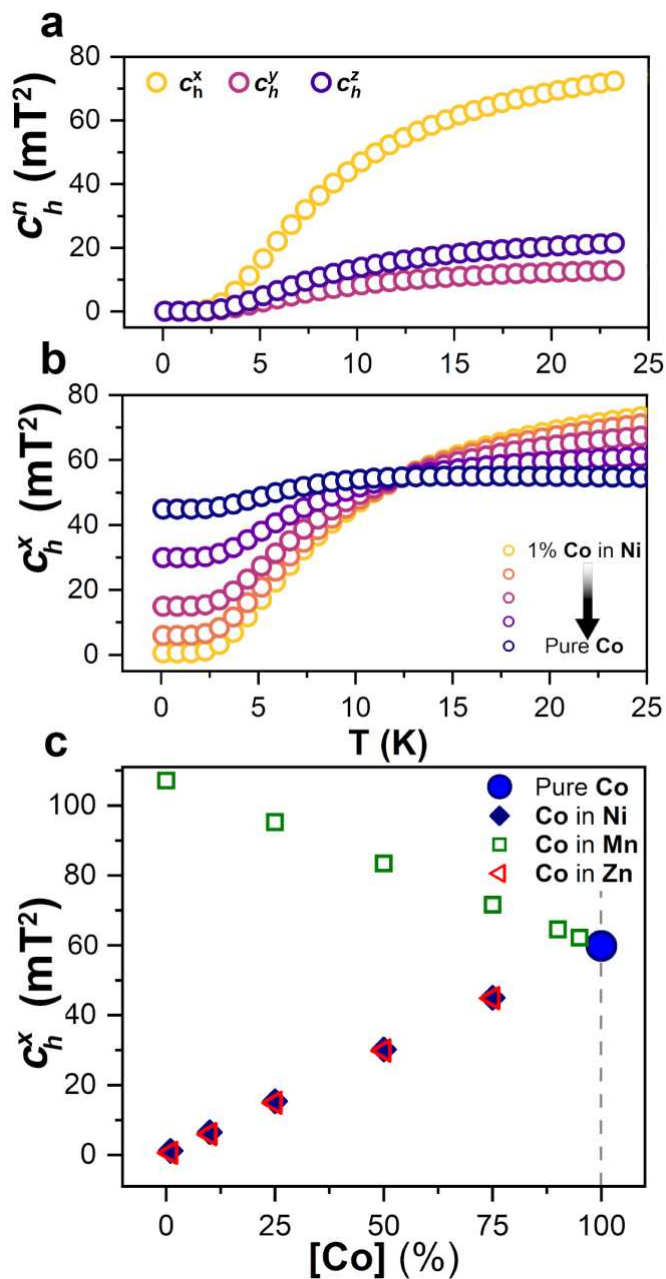 a
c_h^x c_h^y c_h^z
c_h^n (mT²)
80
60
40
20
0
0 5 10 15 20 25
b
c_h^x (mT²)
80
60
40
20
0
1% Co in Ni
Pure Co
0 5 10 15 20 25
T (K)
c
c_h^x (mT²)
100
80
60
40
20
0
Pure Co
Co in Ni
Co in Mn
Co in Zn
0 25 50 75 100
[Co] (%)